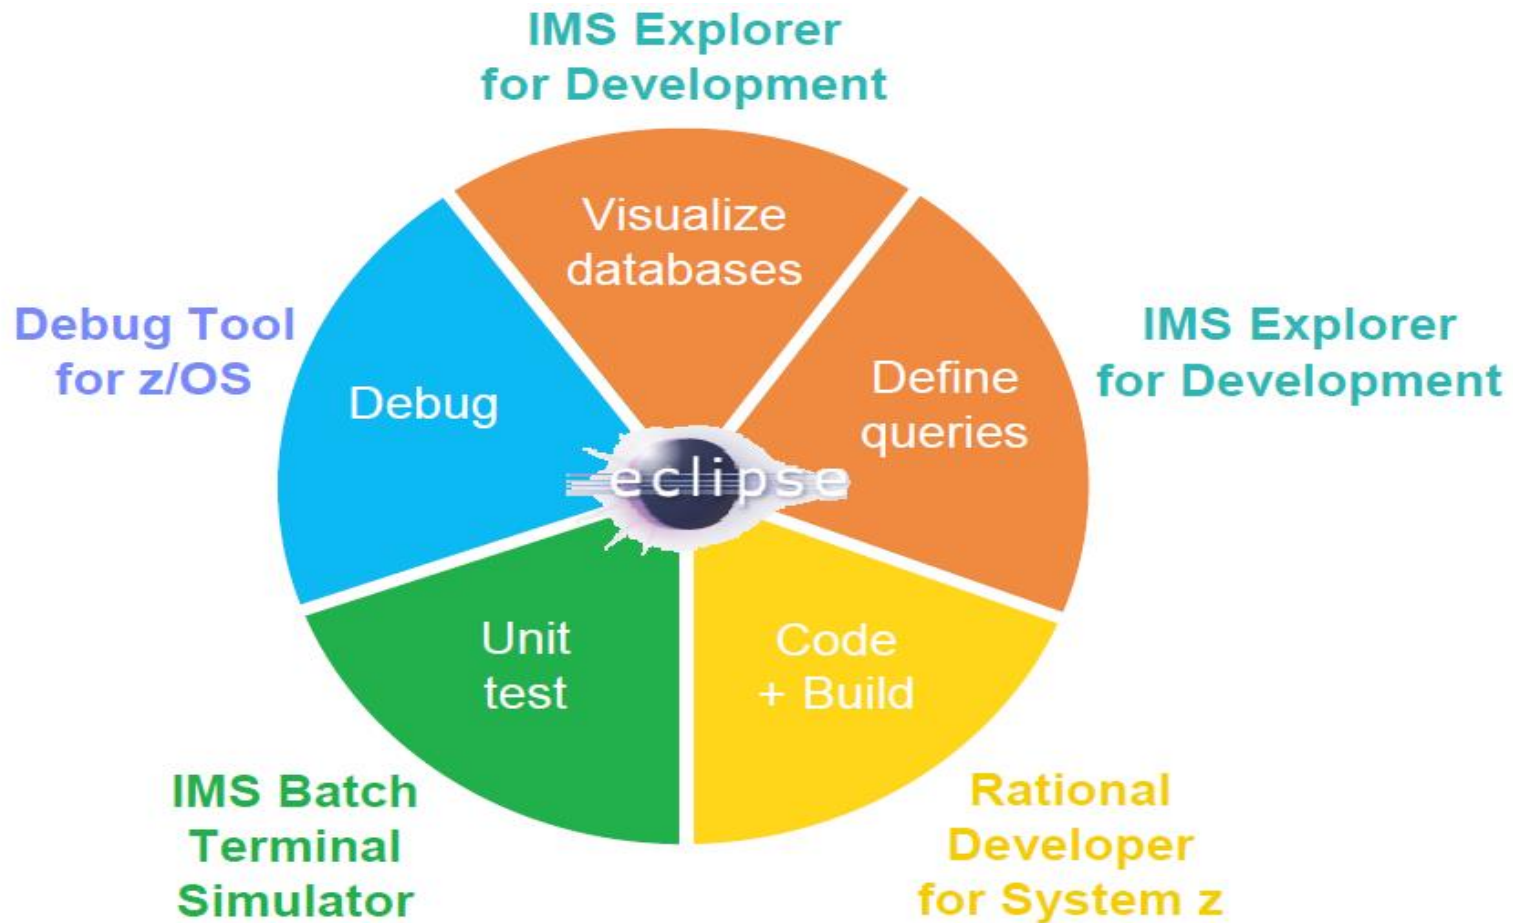 IMS Explorer
for Development
Visualize
databases
Debug Tool
for z/OS
Debug
Define
queries
IMS Explorer
for Development
eclipse
Unit
test
Code
+ Build
IMS Batch
Terminal
Simulator
Rational
Developer
for System z